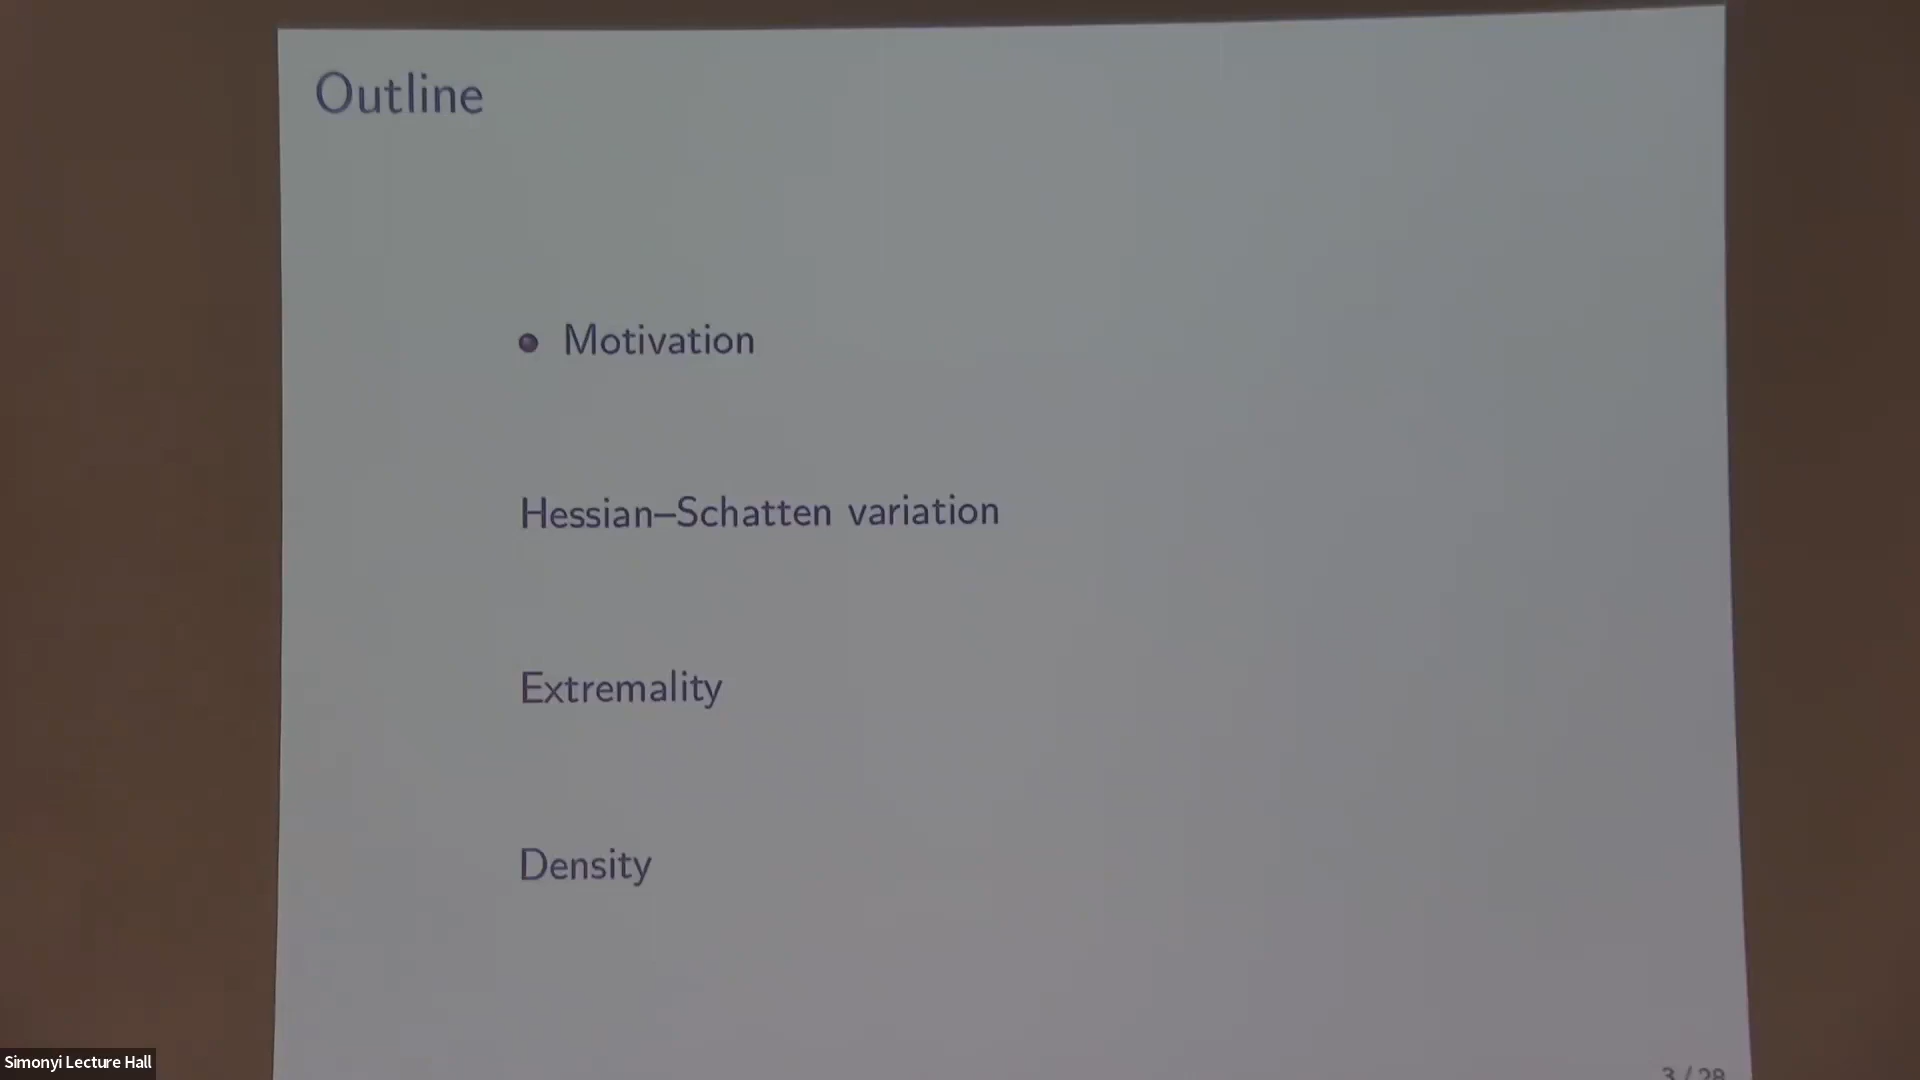 Outline
• Motivation
Hessian–Schatten variation
Extremality
Density
3 / 28
Simonyi Lecture Hall